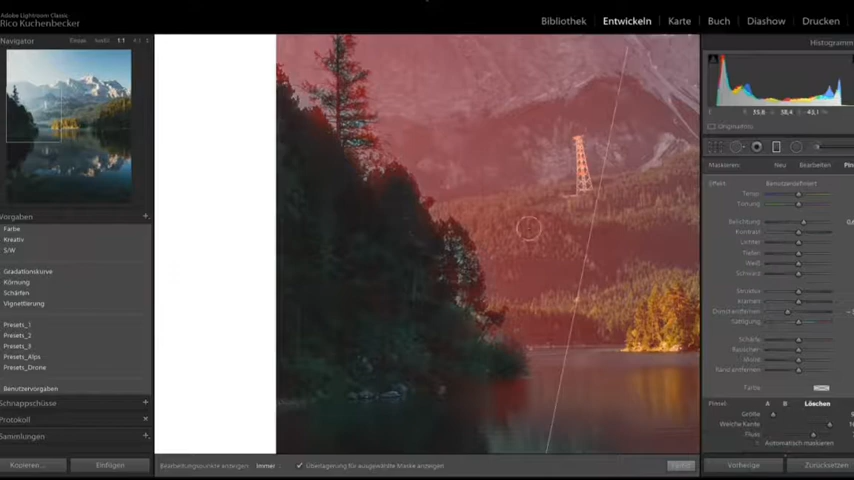 Adobe Lightroom Classic
Rico Kuchenbecker
Bibliothek | Entwickeln | Karte | Buch | Diashow | Drucken
Navigator 1:1
Histogramm
Originalfoto
Maskieren: Neu Bearbeiten
Effekt: Benutzerdefiniert
Temp.
Tönung
Belichtung
Kontrast
Lichter
Tiefen
Weiß
Schwarz
Struktur
Klarheit
Dunst entfernen
Sättigung
Schärfe
Rauschen
Moiré
Rand entfernen
Farbe
Pinsel: A B Löschen
Größe
Weiche Kante
Fluss
Automatisch maskieren
Vorherige Zurücksetzen
Vorgaben
Farbe
Kreativ
S/W
Gradationskurve
Körnung
Schärfen
Vignettierung
Presets_1
Presets_2
Presets_3
Presets_Alps
Presets_Drone
Benutzervorgaben
Schnappschüsse
Protokoll
Sammlungen
Kopieren... Einfügen
Bearbeitungspunkte anzeigen: Immer Überlagerung für ausgewählte Maske anzeigen